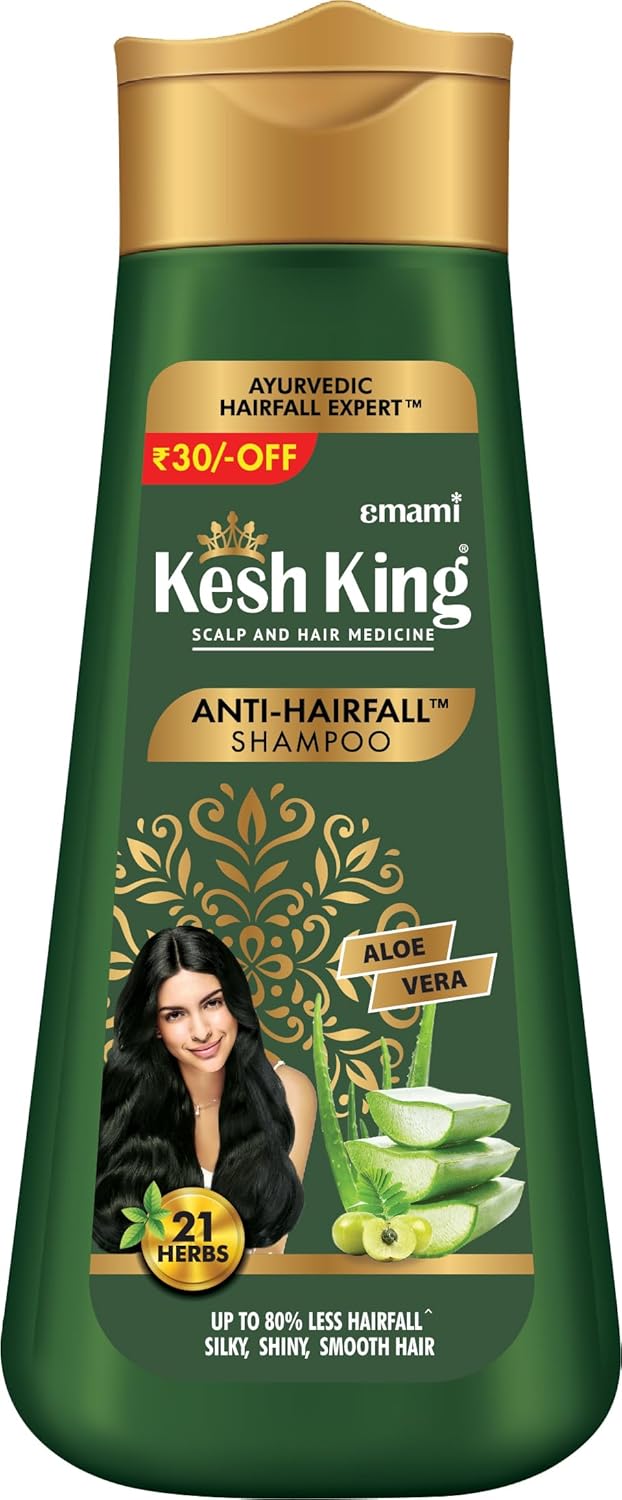 AYURVEDIC
HAIRFALL EXPERT™
₹30/-OFF
εmami*
Kesh King®
SCALP AND HAIR MEDICINE
ANTI-HAIRFALL™
SHAMPOO
ALOE
VERA
21
HERBS
UP TO 80% LESS HAIRFALL^
SILKY, SHINY, SMOOTH HAIR